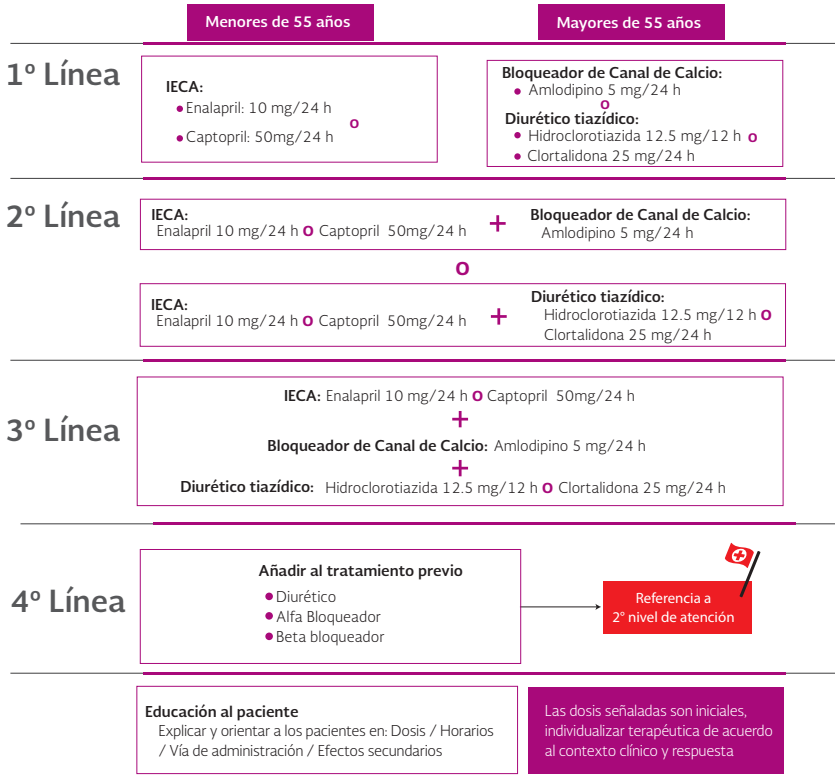 Menores de 55 años
Mayores de 55 años
1º Línea
IECA:
Enalapril: 10 mg/24 h
o
Captopril: 50mg/24 h
Bloqueador de Canal de Calcio:
Amlodipino 5 mg/24 h
o
Diurético tiazídico:
Hidroclorotiazida 12.5 mg/12 h o
Clortalidona 25 mg/24 h
2º Línea
IECA:
Enalapril 10 mg/24 h o Captopril 50mg/24 h
+
Bloqueador de Canal de Calcio:
Amlodipino 5 mg/24 h
o
IECA:
Enalapril 10 mg/24 h o Captopril 50mg/24 h
+
Diurético tiazídico:
Hidroclorotiazida 12.5 mg/12 h o
Clortalidona 25 mg/24 h
3º Línea
IECA: Enalapril 10 mg/24 h o Captopril 50mg/24 h
+
Bloqueador de Canal de Calcio: Amlodipino 5 mg/24 h
+
Diurético tiazídico: Hidroclorotiazida 12.5 mg/12 h o Clortalidona 25 mg/24 h
4º Línea
Añadir al tratamiento previo
Diurético
Alfa Bloqueador
Beta bloqueador
Referencia a
2° nivel de atención
Educación al paciente
Explicar y orientar a los pacientes en: Dosis / Horarios
/ Vía de administración / Efectos secundarios
Las dosis señaladas son iniciales,
individualizar terapéutica de acuerdo
al contexto clínico y respuesta